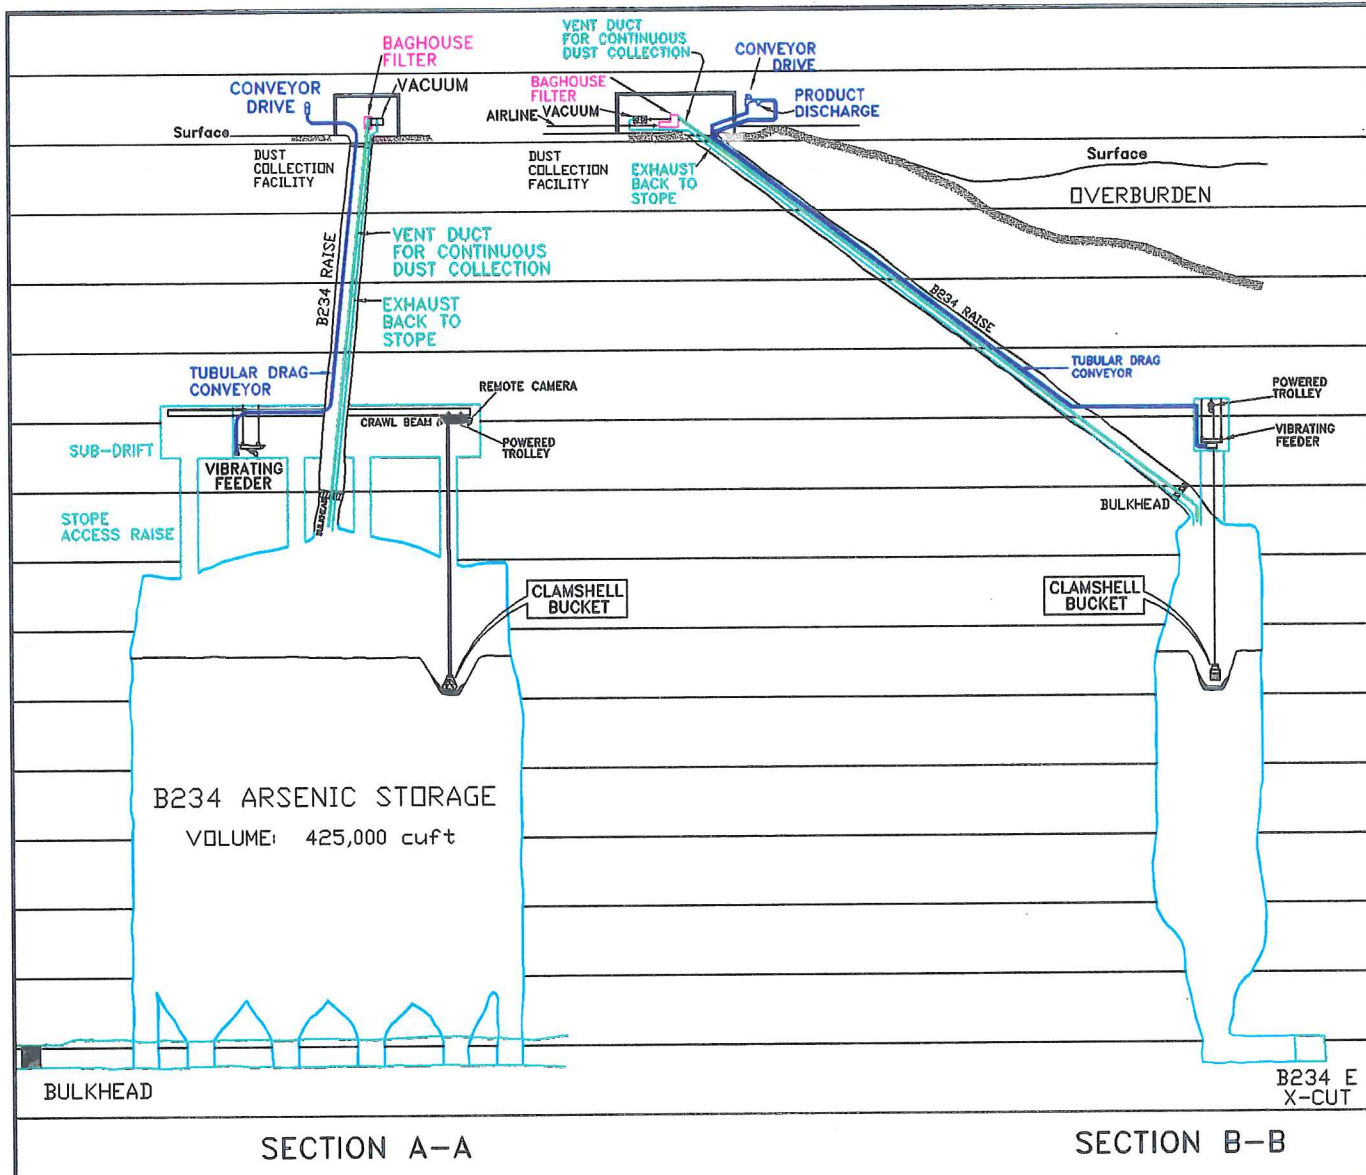 BAGHOUSE
FILTER
VACUUM
CONVEYOR
DRIVE
Surface
DUST
COLLECTION
FACILITY
B234 RAISE
VENT DUCT
FOR CONTINUOUS
DUST COLLECTION
EXHAUST
BACK TO
STOPE
TUBULAR DRAG
CONVEYOR
REMOTE CAMERA
CRAWL BEAM
POWERED
TROLLEY
SUB-DRIFT
VIBRATING
FEEDER
BULKHEAD
STOPE
ACCESS RAISE
CLAMSHELL
BUCKET
B234 ARSENIC STORAGE
VOLUME: 425,000 cuft
BULKHEAD
SECTION A-A
VENT DUCT
FOR CONTINUOUS
DUST COLLECTION
CONVEYOR
DRIVE
BAGHOUSE
FILTER
PRODUCT
DISCHARGE
VACUUM
AIRLINE
DUST
COLLECTION
FACILITY
EXHAUST
BACK TO
STOPE
Surface
OVERBURDEN
B234 RAISE
TUBULAR DRAG
CONVEYOR
POWERED
TROLLEY
VIBRATING
FEEDER
BULKHEAD
CLAMSHELL
BUCKET
B234 E
X-CUT
SECTION B-B